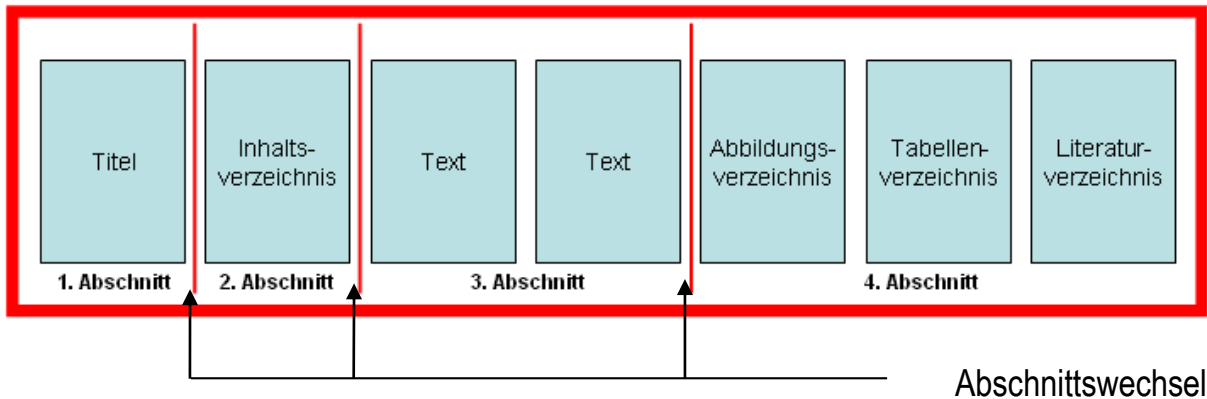 Titel
Inhalts-
verzeichnis
Text
Text
Abbildungs-
verzeichnis
Tabellen-
verzeichnis
Literatur-
verzeichnis
1. Abschnitt
2. Abschnitt
3. Abschnitt
4. Abschnitt
Abschnittswechsel